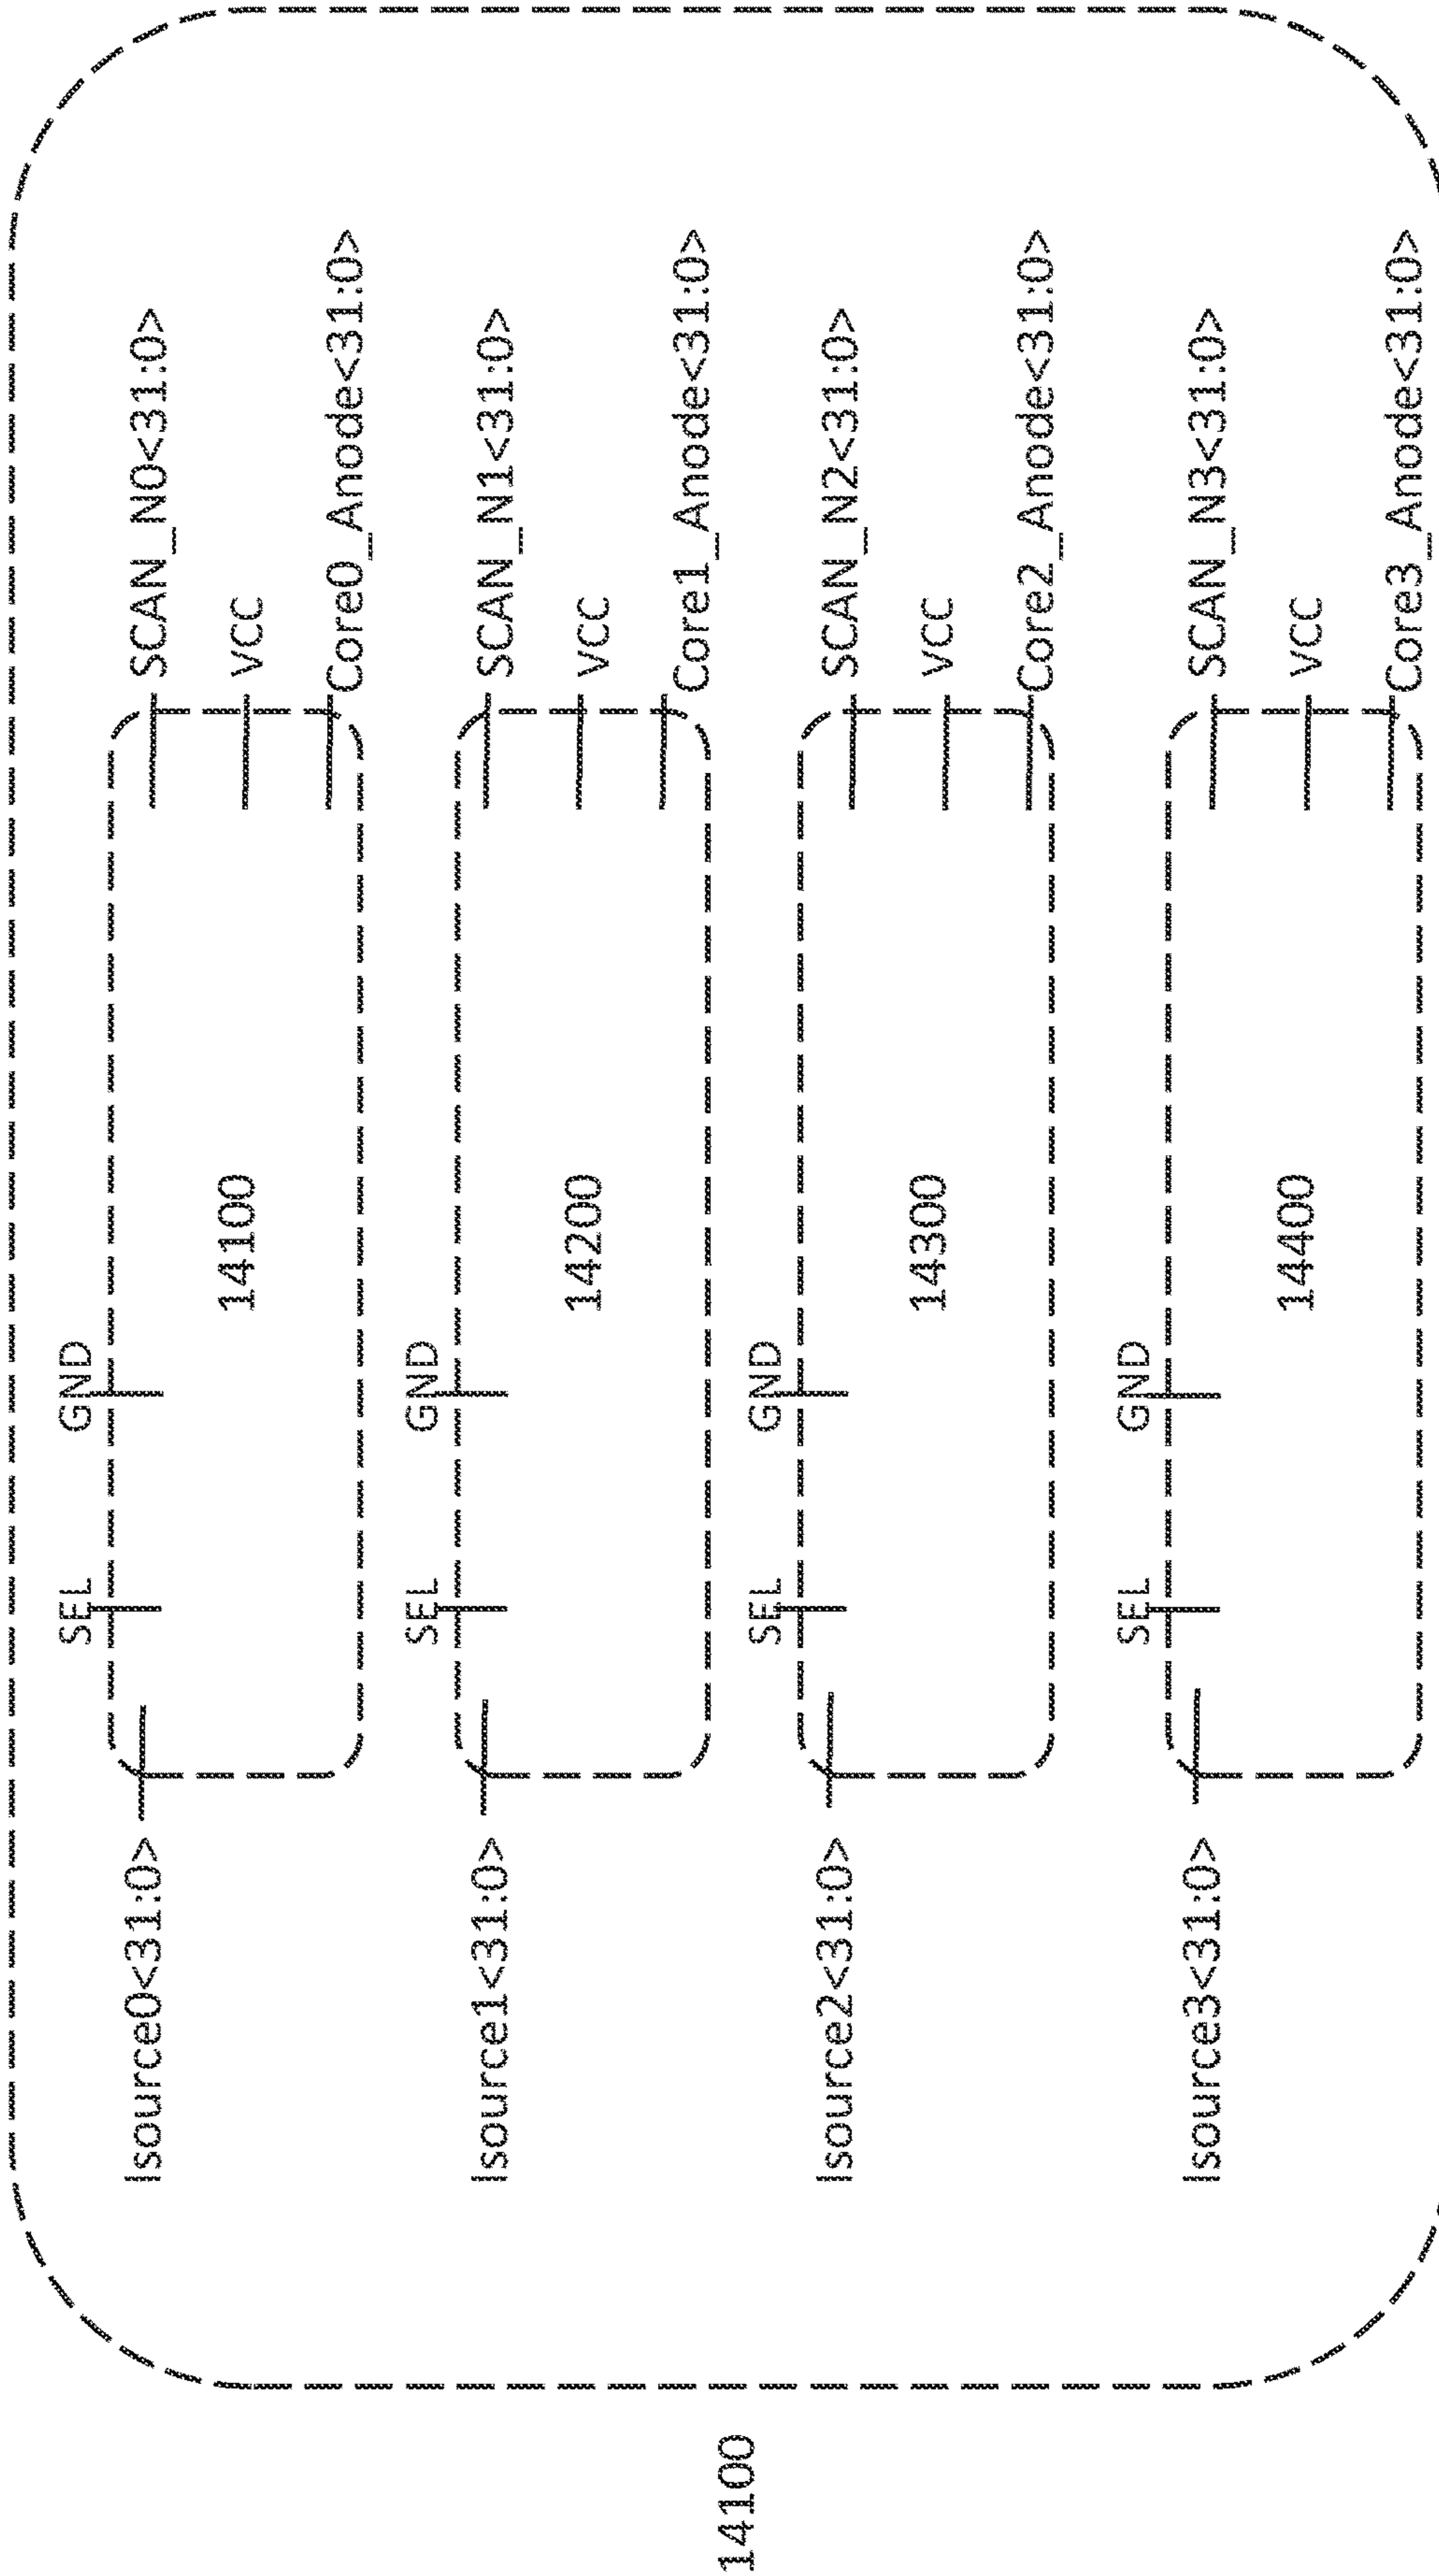 14100
SEL GND
Isource0<31:0>
14100
SCAN_N0<31:0>
VCC
Core0_Anode<31:0>
SEL GND
Isource1<31:0>
14200
SCAN_N1<31:0>
VCC
Core1_Anode<31:0>
SEL GND
Isource2<31:0>
14300
SCAN_N2<31:0>
VCC
Core2_Anode<31:0>
SEL GND
Isource3<31:0>
14400
SCAN_N3<31:0>
VCC
Core3_Anode<31:0>